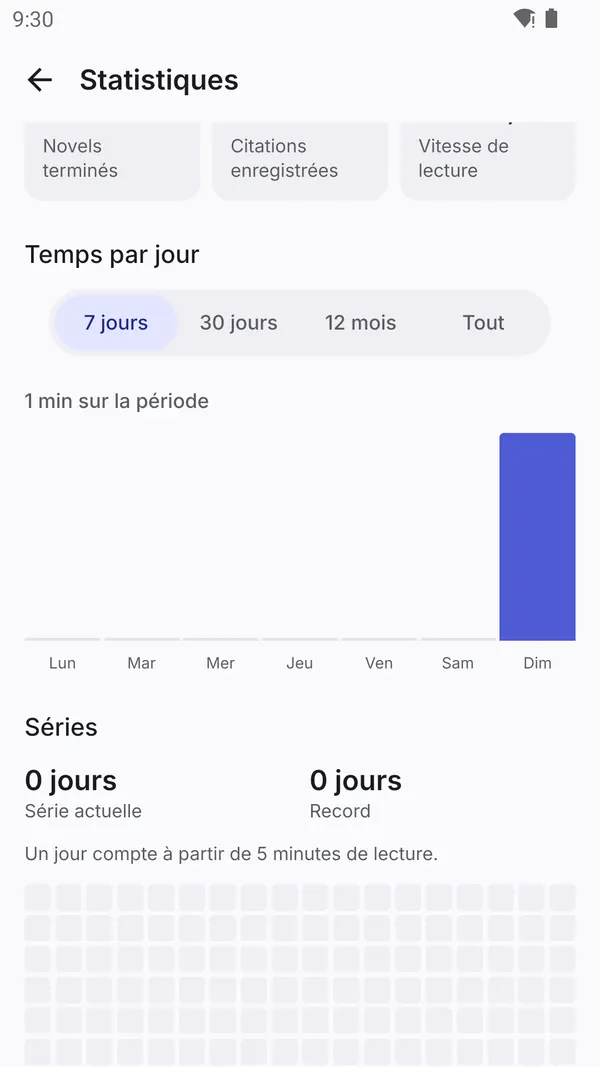 9:30
Statistiques
Novels
terminés
Citations
enregistrées
Vitesse de
lecture
Temps par jour
7 jours
30 jours
12 mois
Tout
1 min sur la période
Lun
Mar
Mer
Jeu
Ven
Sam
Dim
Séries
0 jours
0 jours
Série actuelle
Record
Un jour compte à partir de 5 minutes de lecture.